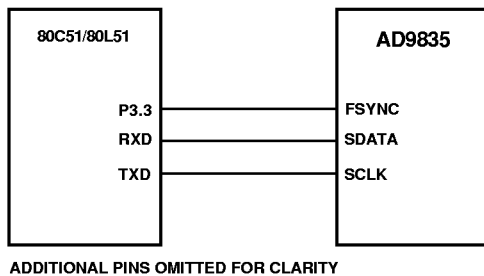 80C51/80L51 AD9835
P3.3 FSYNC
RXD SDATA
TXD SCLK
ADDITIONAL PINS OMITTED FOR CLARITY